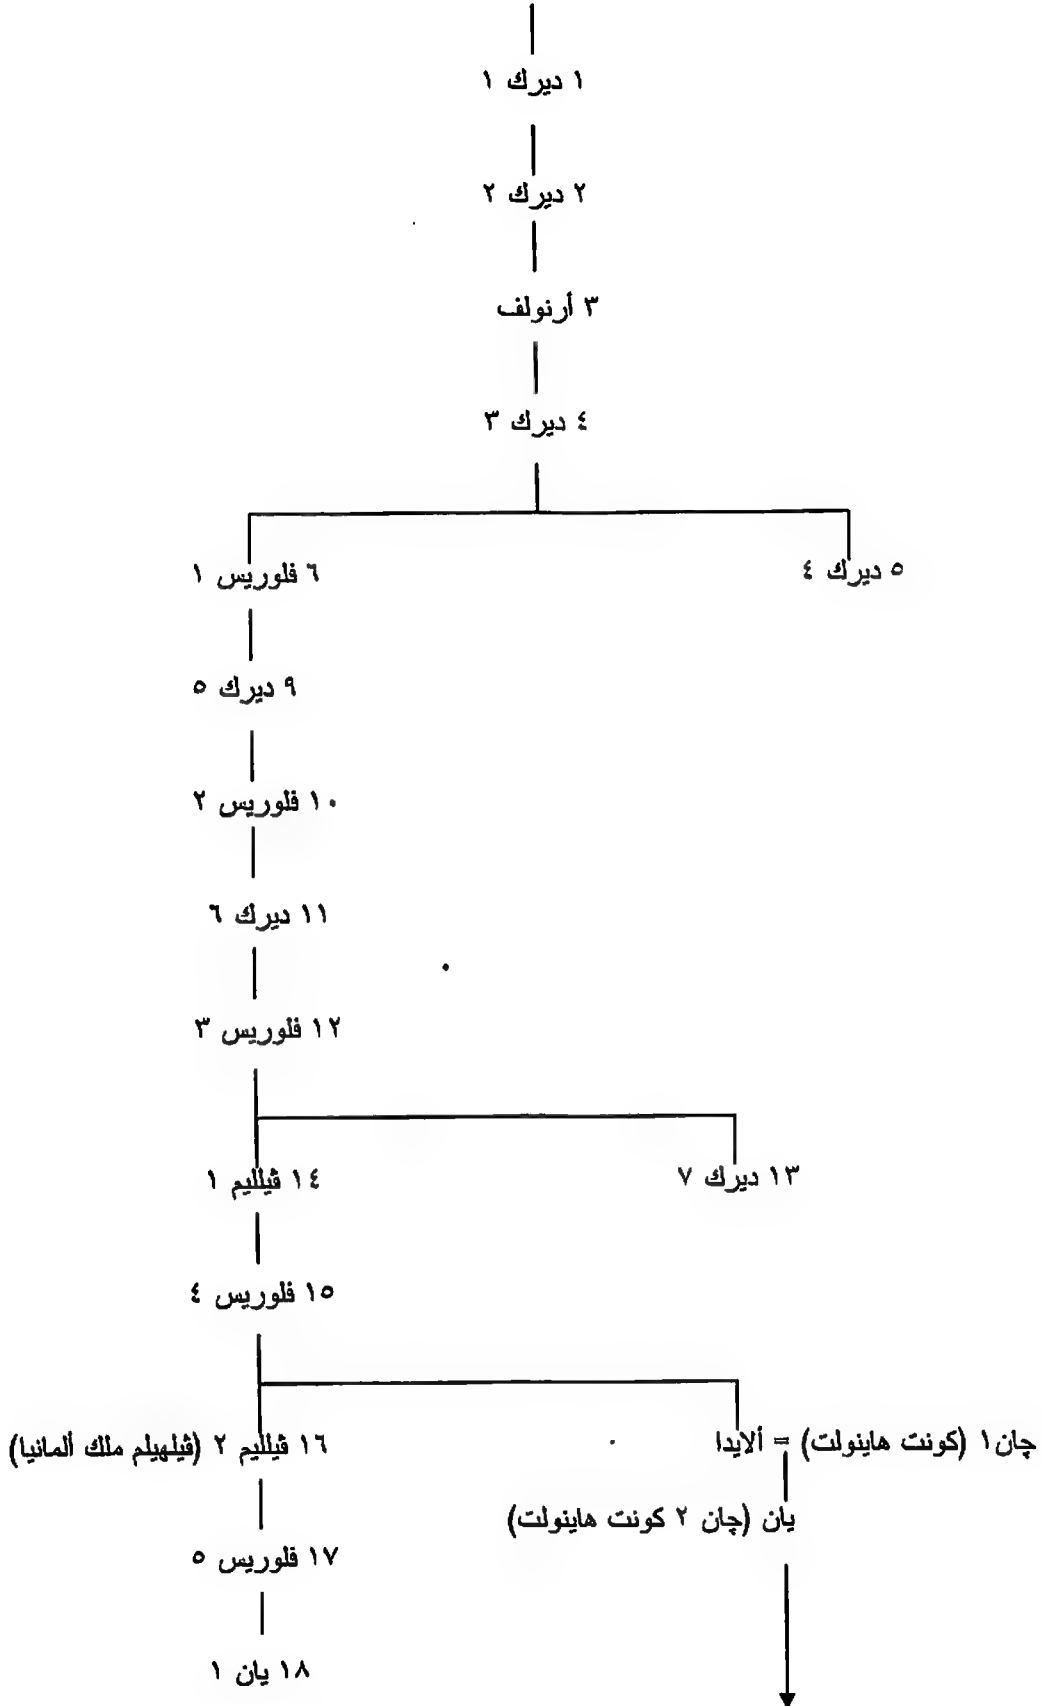 ١ ديرك ١
٢ ديرك ٢
٣ أرنولف
٤ ديرك ٣
٥ ديرك ٤
٦ فلوريس ١
٩ ديرك ٥
١٠ فلوريس ٢
١١ ديرك ٦
١٢ فلوريس ٣
١٣ ديرك ٧
١٤ ڤيلليم ١
١٥ فلوريس ٤
چان١ (كونت هاينولت) = ألايدا
١٦ ڤيلليم ٢ (ڤيلهيلم ملك ألمانيا)
يان (چان ٢ كونت هاينولت)
١٧ فلوريس ٥
١٨ يان ١